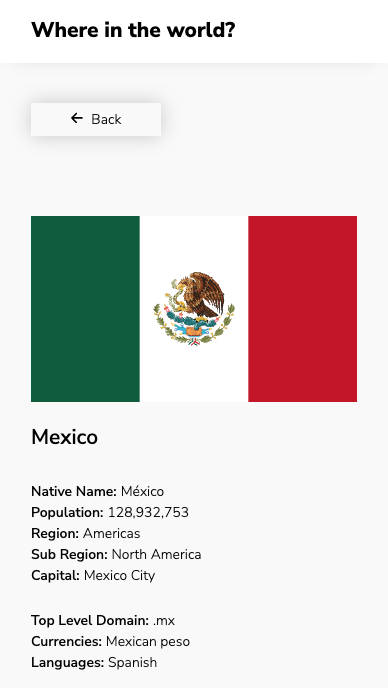 Where in the world?
Back
Mexico
Native Name: México
Population: 128,932,753
Region: Americas
Sub Region: North America
Capital: Mexico City
Top Level Domain: .mx
Currencies: Mexican peso
Languages: Spanish